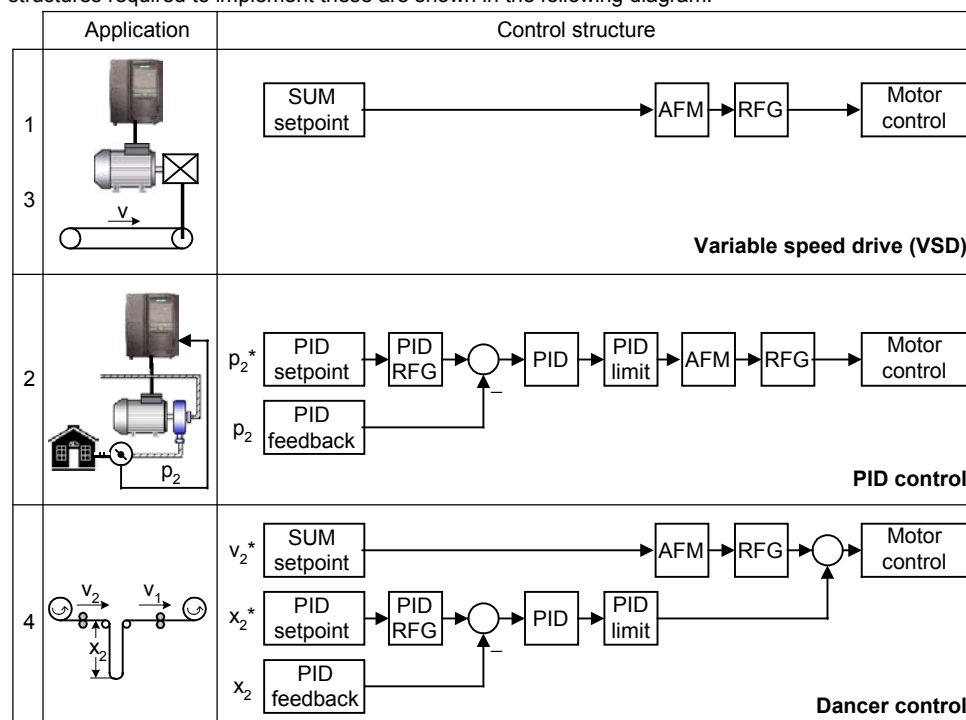 structures required to implement these are shown in the following diagram:
Application Control structure
1
3
v
SUM setpoint AFM RFG Motor control
Variable speed drive (VSD)
2
p2
p2* PID setpoint PID RFG PID PID limit AFM RFG Motor control
p2 PID feedback
–
PID control
4
v2 v1
x2
v2* SUM setpoint AFM RFG Motor control
x2* PID setpoint PID RFG PID PID limit
x2 PID feedback
–
Dancer control